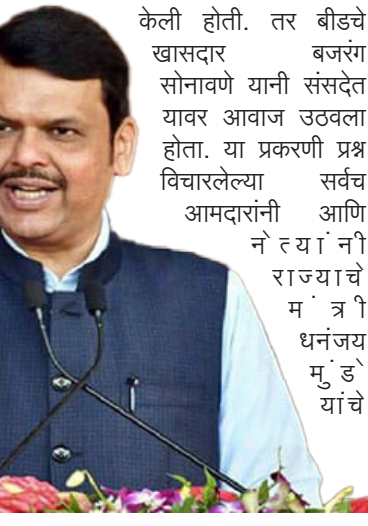 केली होती. तर बीडचे
खासदार बजरंग
सोनावणे यानी संसदेत
यावर आवाज उठवला
होता. या प्रकरणी प्रश्न
विचारलेल्या सर्वच
आमदारांनी आणि
नेत्यांनी
राज्याचे
मंत्री
धनंजय
मुंडे
यांचे